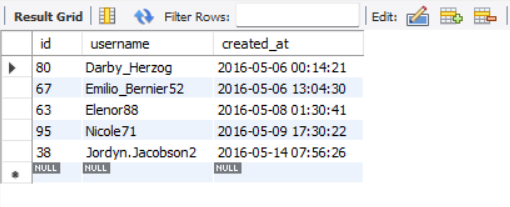 Result Grid Filter Rows: Edit:
id username created_at
80 Darby_Herzog 2016-05-06 00:14:21
67 Emilio_Bernier52 2016-05-06 13:04:30
63 Elenor88 2016-05-08 01:30:41
95 Nicole71 2016-05-09 17:30:22
38 Jordyn.Jacobson2 2016-05-14 07:56:26
NULL NULL NULL